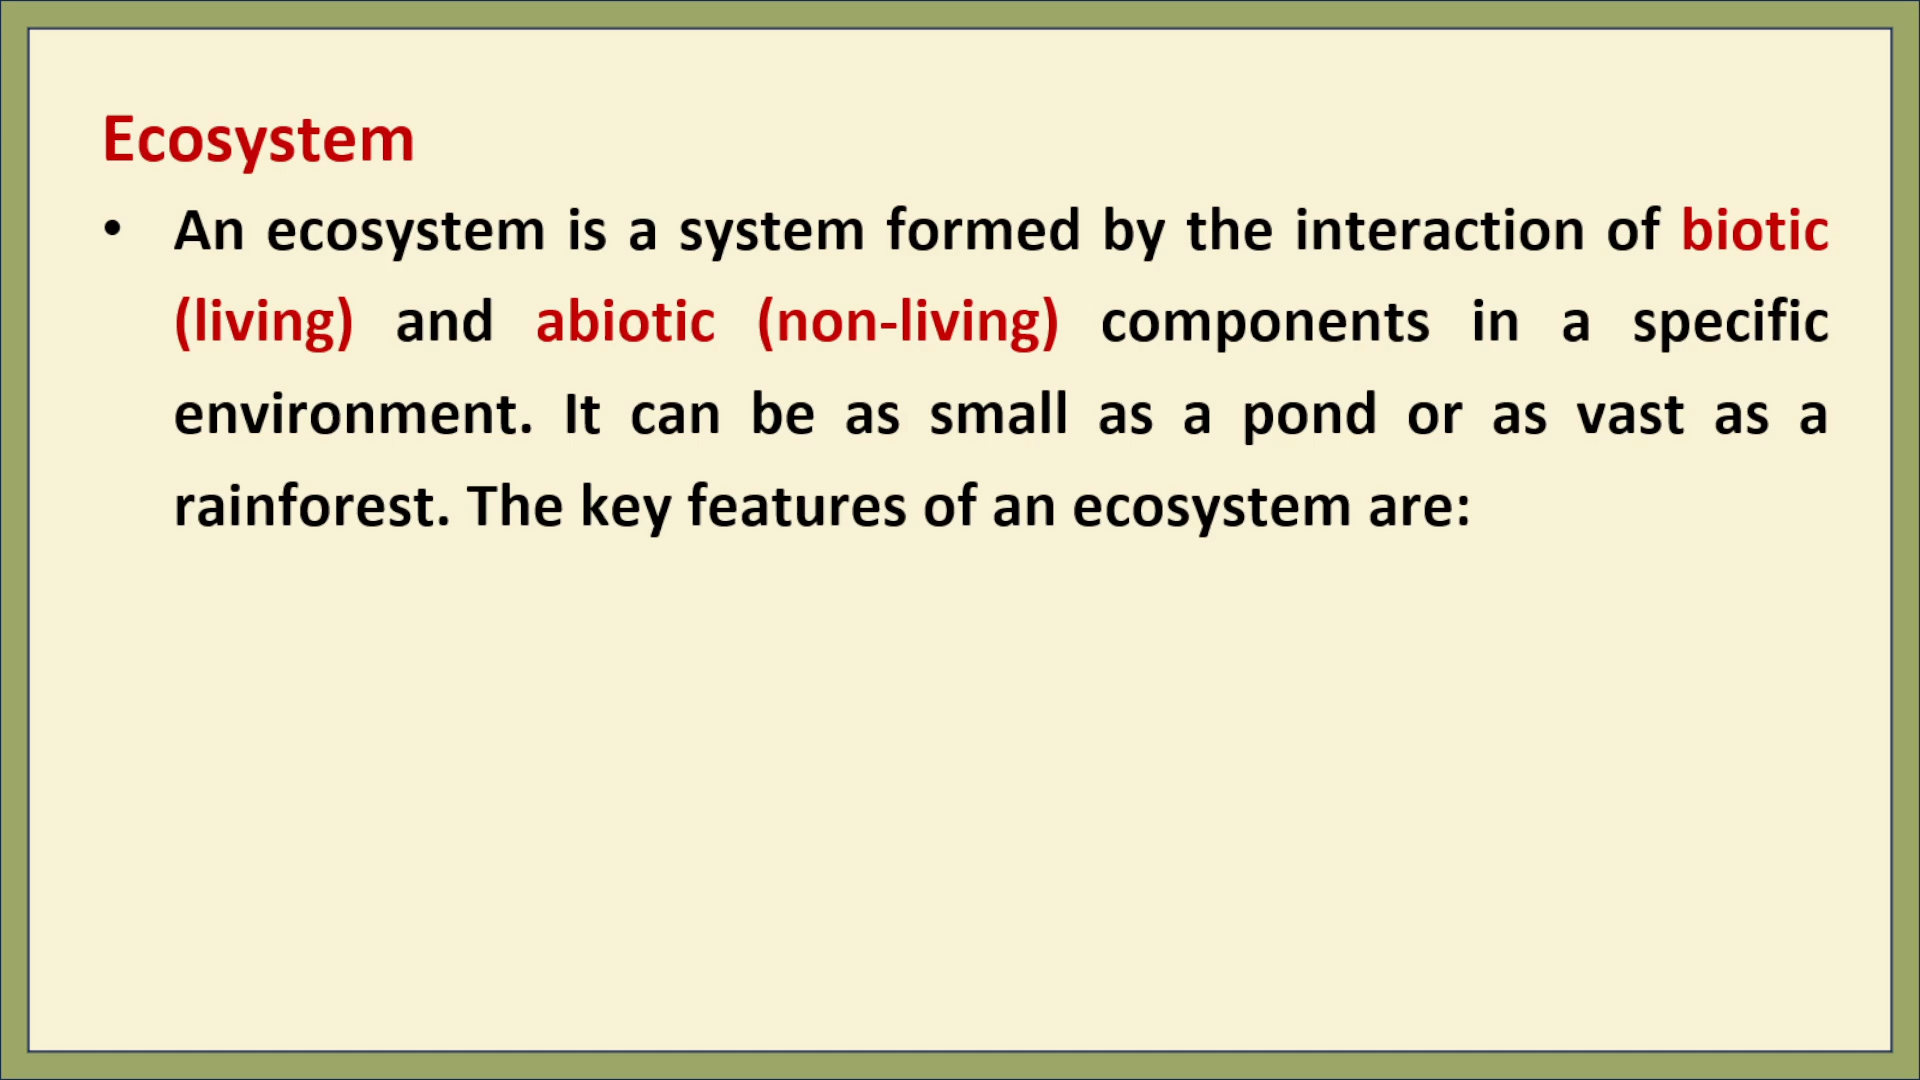 Ecosystem
• An ecosystem is a system formed by the interaction of biotic
(living) and abiotic (non-living) components in a specific
environment. It can be as small as a pond or as vast as a
rainforest. The key features of an ecosystem are: